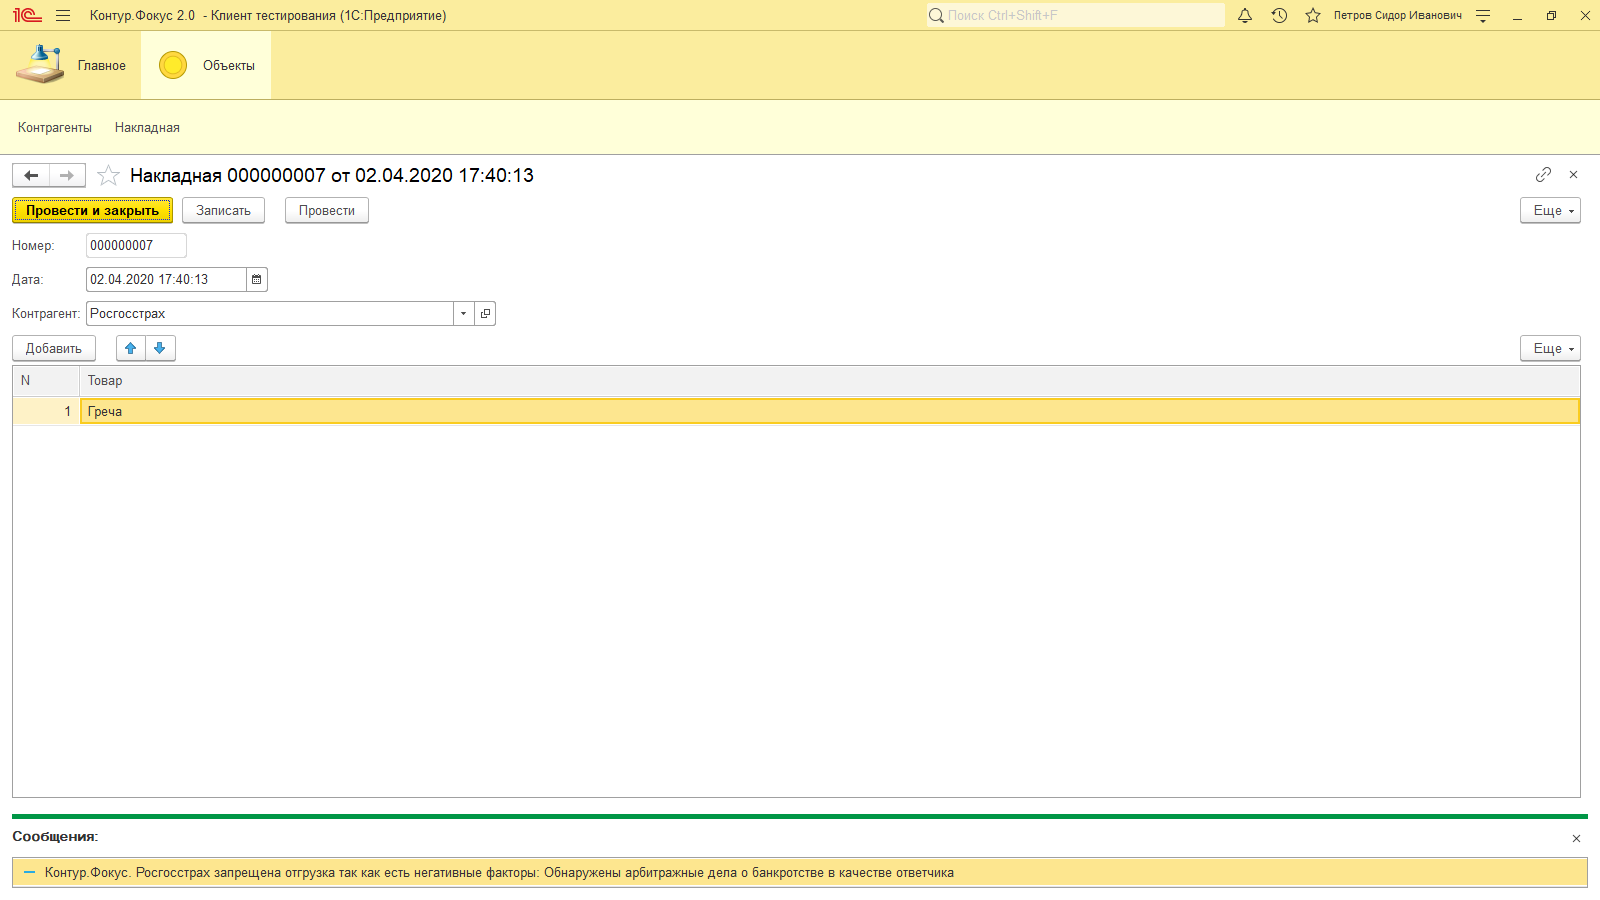 1С Контур.Фокус 2.0 - Клиент тестирования (1С:Предприятие) Поиск Ctrl+Shift+F Петров Сидор Иванович
Главное Объекты
Контрагенты Накладная
Накладная 000000007 от 02.04.2020 17:40:13
Провести и закрыть Записать Провести Еще
Номер: 000000007
Дата: 02.04.2020 17:40:13
Контрагент: Росгосстрах
Добавить Еще
N Товар
1 Греча
Сообщения:
Контур.Фокус. Росгосстрах запрещена отгрузка так как есть негативные факторы: Обнаружены арбитражные дела о банкротстве в качестве ответчика